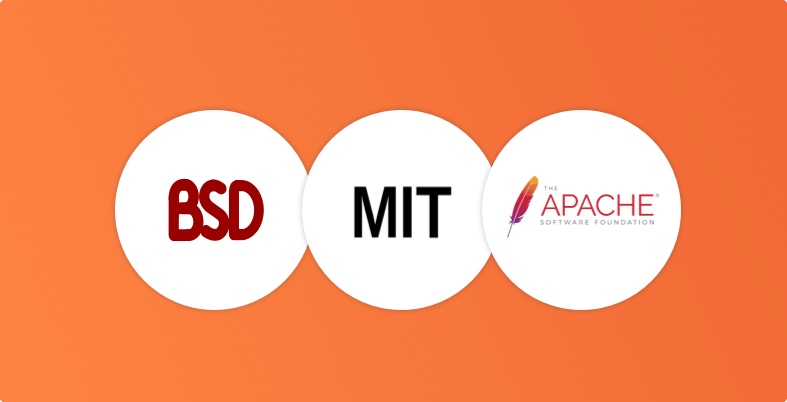 BSD
MIT
THE
APACHE®
SOFTWARE FOUNDATION